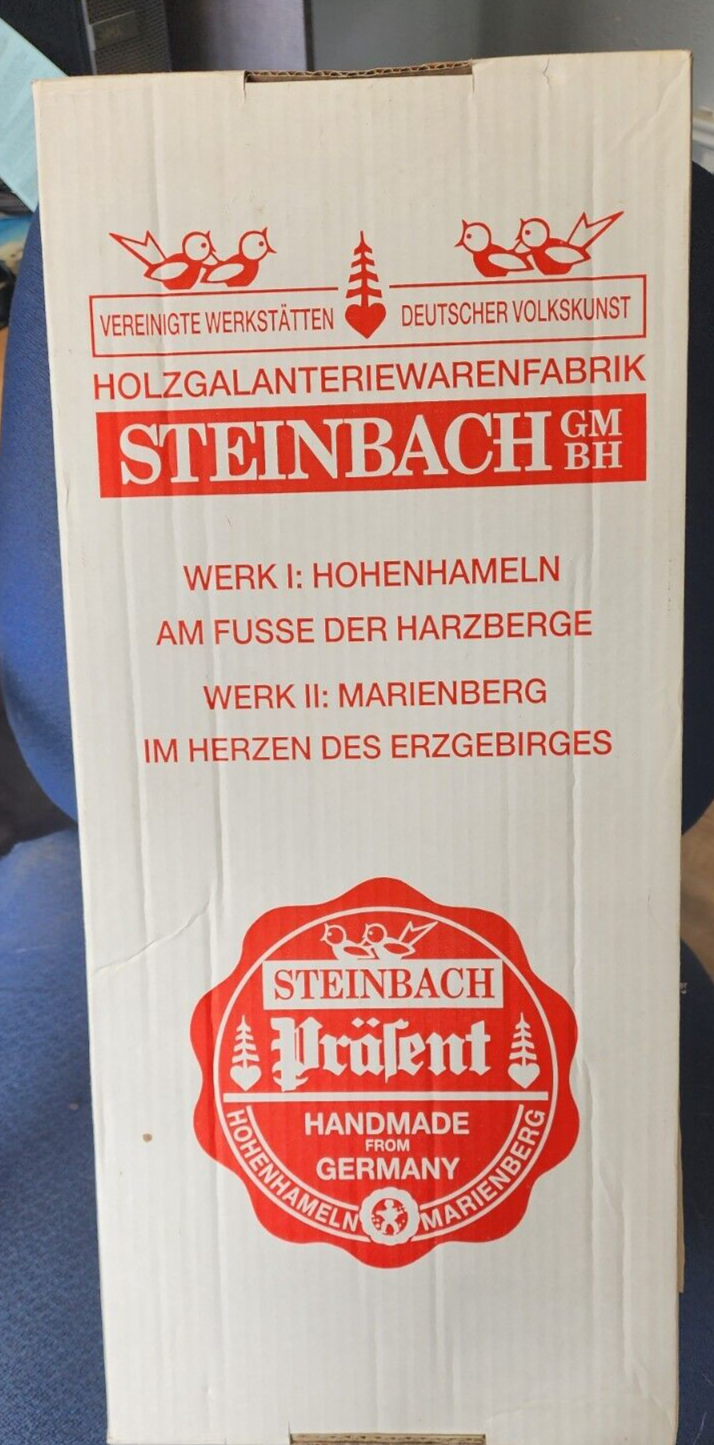 VEREINIGTE WERKSTÄTTEN DEUTSCHER VOLKSKUNST
HOLZGALANTERIEWARENFABRIK
STEINBACH GM
BH
WERK I: HOHENHAMELN
AM FUSSE DER HARZBERGE
WERK II: MARIENBERG
IM HERZEN DES ERZGEBIRGES
STEINBACH
Präſent
HANDMADE
FROM
GERMANY
HOHENHAMELN MARIENBERG